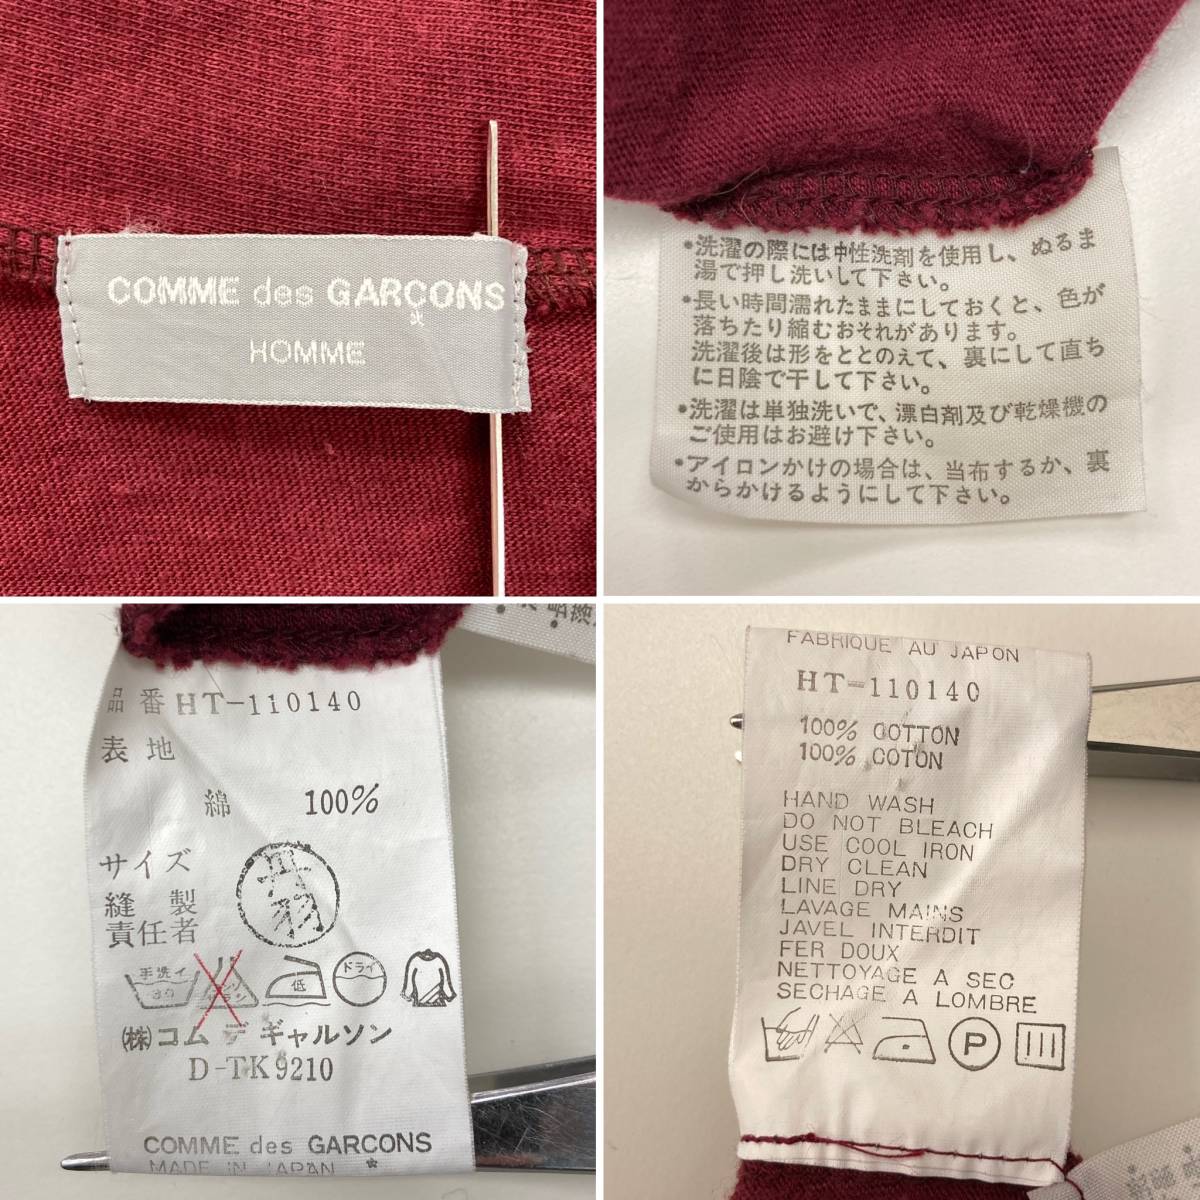 COMME des GARÇONS
*
HOMME
•洗濯の際には中性洗剤を使用し、ぬるま
湯で押し洗いして下さい。
•長い時間濡れたままにしておくと、色が
落ちたり縮むおそれがあります。
洗濯後は形をととのえて、裏にして直ち
に日陰で干して下さい。
•洗濯は単独洗いで、漂白剤及び乾燥機の
ご使用はお避け下さい。
•アイロンかけの場合は、当布するか、裏
からかけるようにして下さい。
品番 HT-110140
表地
綿 100%
サイズ
縫製
責任者
手洗イ
30
低
ドライ
(株)コム デ ギャルソン
D-TK9210
COMME des GARCONS
MADE IN JAPAN *
FABRIQUE AU JAPON
HT-110140
100% COTTON
100% COTON
HAND WASH
DO NOT BLEACH
USE COOL IRON
DRY CLEAN
LINE DRY
LAVAGE MAINS
JAVEL INTERDIT
FER DOUX
NETTOYAGE A SEC
SECHAGE A LOMBRE
P